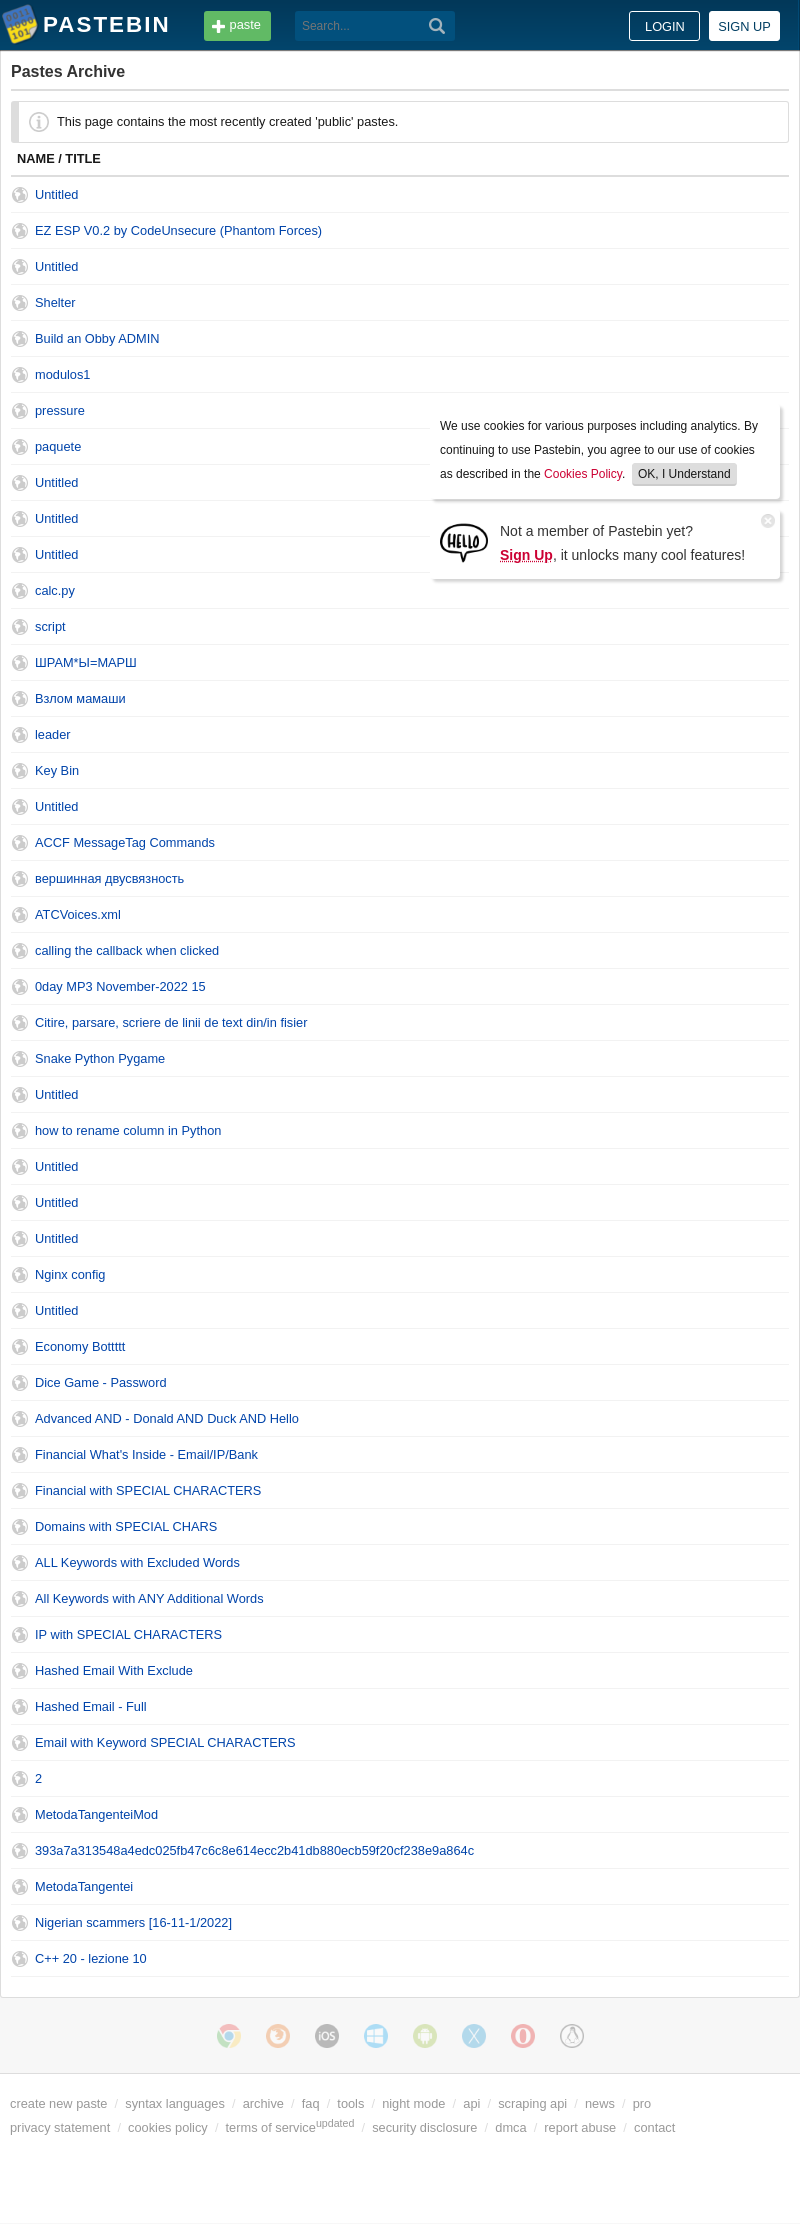 PASTEBIN
paste
Search...
LOGIN
SIGN UP
Pastes Archive
This page contains the most recently created 'public' pastes.
NAME / TITLE
Untitled
EZ ESP V0.2 by CodeUnsecure (Phantom Forces)
Untitled
Shelter
Build an Obby ADMIN
modulos1
pressure
paquete
Untitled
Untitled
Untitled
We use cookies for various purposes including analytics. By
continuing to use Pastebin, you agree to our use of cookies
as described in the Cookies Policy. OK, I Understand
HELLO
Not a member of Pastebin yet?
Sign Up, it unlocks many cool features!
calc.py
script
ШРАМ*Ы=МАРШ
Взлом мамаши
leader
Key Bin
Untitled
ACCF MessageTag Commands
вершинная двусвязность
ATCVoices.xml
calling the callback when clicked
0day MP3 November-2022 15
Citire, parsare, scriere de linii de text din/in fisier
Snake Python Pygame
Untitled
how to rename column in Python
Untitled
Untitled
Untitled
Nginx config
Untitled
Economy Bottttt
Dice Game - Password
Advanced AND - Donald AND Duck AND Hello
Financial What's Inside - Email/IP/Bank
Financial with SPECIAL CHARACTERS
Domains with SPECIAL CHARS
ALL Keywords with Excluded Words
All Keywords with ANY Additional Words
IP with SPECIAL CHARACTERS
Hashed Email With Exclude
Hashed Email - Full
Email with Keyword SPECIAL CHARACTERS
2
MetodaTangenteiMod
393a7a313548a4edc025fb47c6c8e614ecc2b41db880ecb59f20cf238e9a864c
MetodaTangentei
Nigerian scammers [16-11-1/2022]
C++ 20 - lezione 10
iOS
create new paste / syntax languages / archive / faq / tools / night mode / api / scraping api / news / pro
privacy statement / cookies policy / terms of serviceupdated / security disclosure / dmca / report abuse / contact